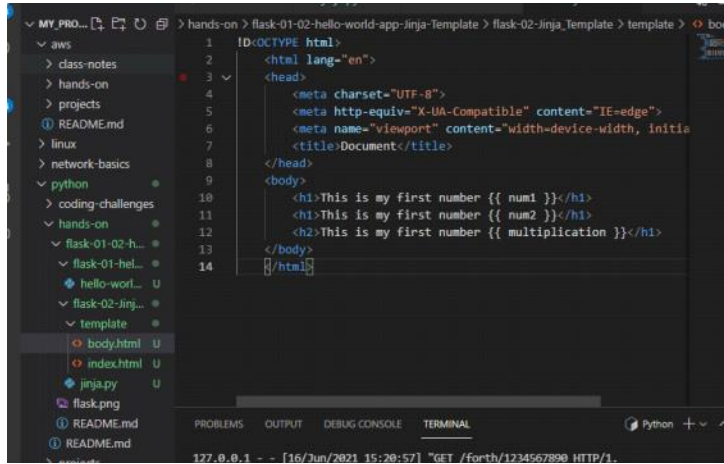 MY_PRO...
aws
class-notes
hands-on
projects
README.md
linux
network-basics
python
coding-challenges
hands-on
flask-01-02-h...
flask-01-hel...
hello-worl... U
flask-02-Jinj...
template
body.html U
index.html U
jinja.py U
flask.png
README.md
README.md
> hands-on > flask-01-02-hello-world-app-Jinja-Template > flask-02-Jinja_Template > template >
1 !D<OCTYPE html>
2 <html lang="en">
3 <head>
4 <meta charset="UTF-8">
5 <meta http-equiv="X-UA-Compatible" content="IE=edge">
6 <meta name="viewport" content="width=device-width, initia
7 <title>Document</title>
8 </head>
9 <body>
10 <h1>This is my first number {{ num1 }}</h1>
11 <h1>This is my first number {{ num2 }}</h1>
12 <h2>This is my first number {{ multiplication }}</h1>
13 </body>
14 </html>
PROBLEMS OUTPUT DEBUG CONSOLE TERMINAL Python
127.0.0.1 - - [16/Jun/2021 15:20:57] "GET /forth/1234567890 HTTP/1.